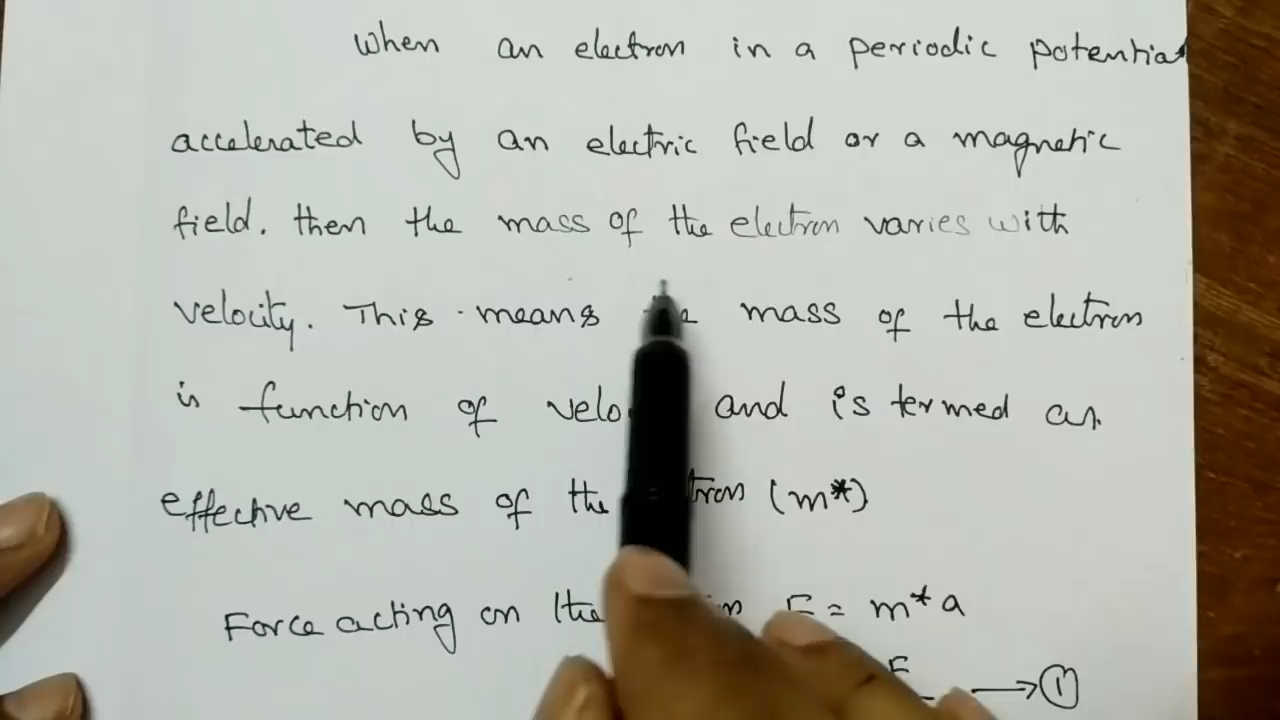 When an electron in a periodic potential
accelerated by an electric field or a magnetic
field. then the mass of the electron varies with
velocity. This means mass of the electron
is function of and is termed as
effective mass of the (m*)
Force acting on the F = m* a
F → ①